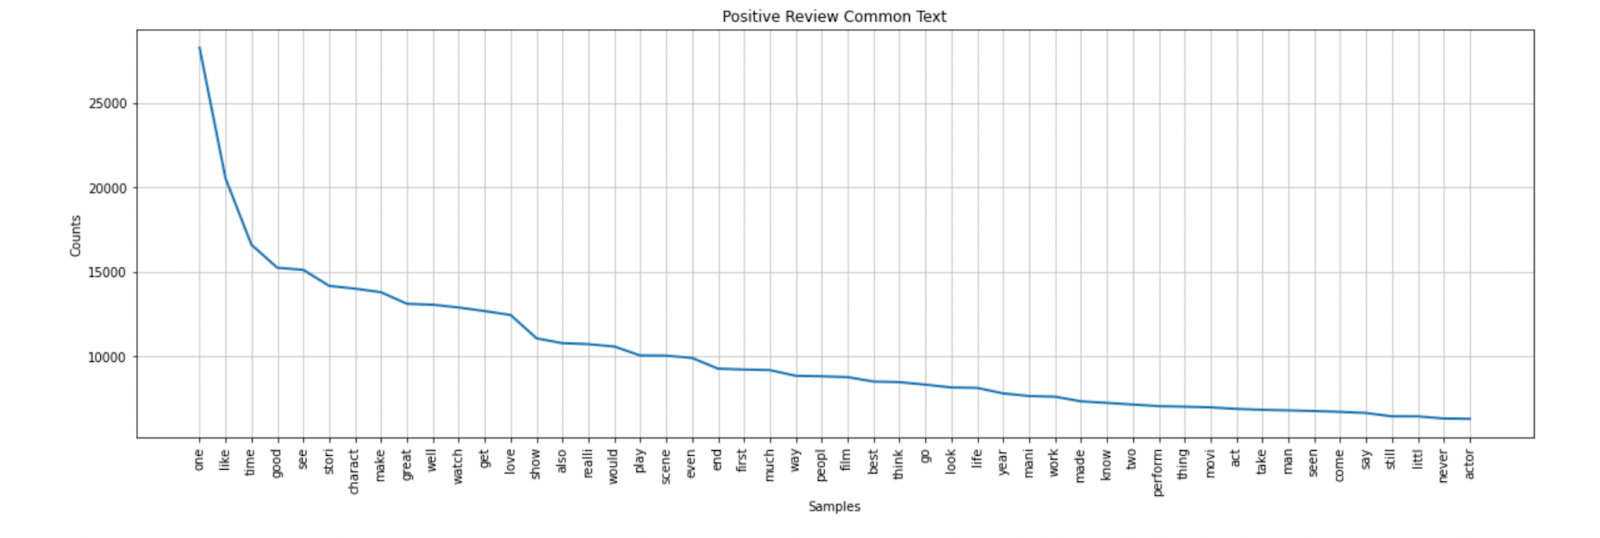 Positive Review Common Text
25000
20000
15000
10000
Counts
one like time good see stori charact make great well watch get love show also realli would play scene even end first much way peopl film best think go look life year mani work made know two perform thing movi act take man seen come say still littl never actor
Samples